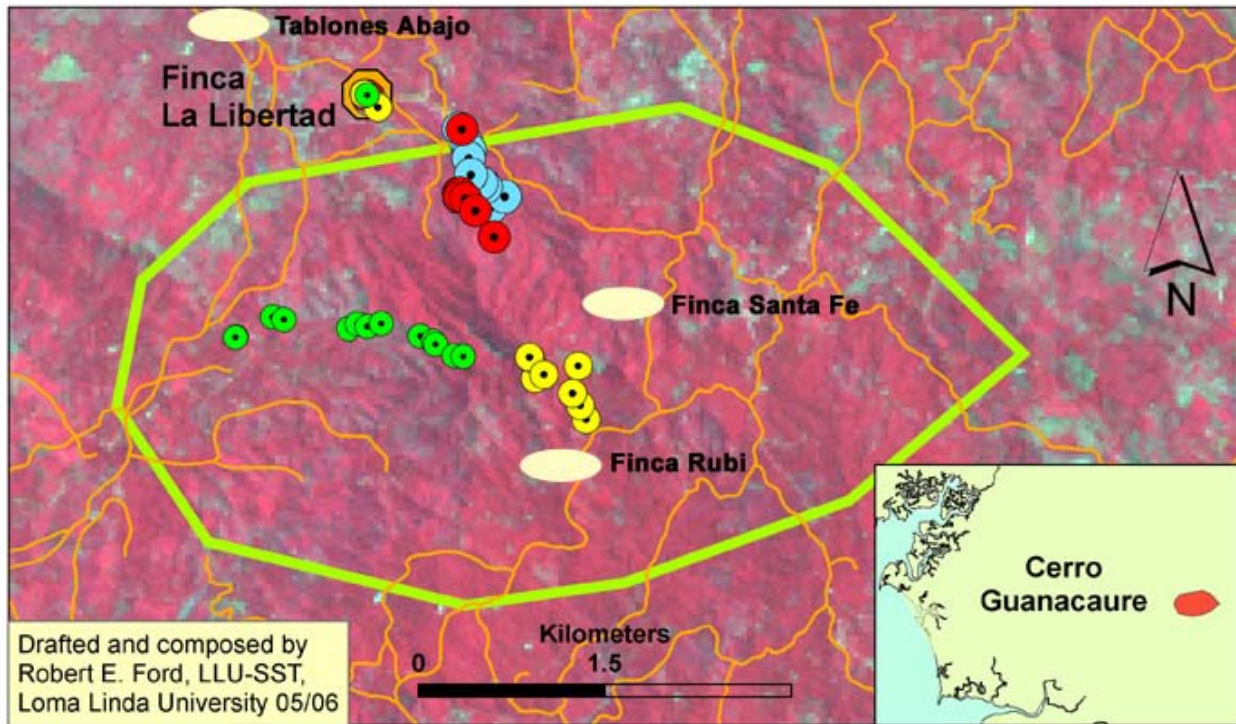 Tablones Abajo
Finca
La Libertad
Finca Santa Fe
N
Finca Rubi
Cerro
Guanacaure
Kilometers
0 1.5
Drafted and composed by
Robert E. Ford, LLU-SST,
Loma Linda University 05/06